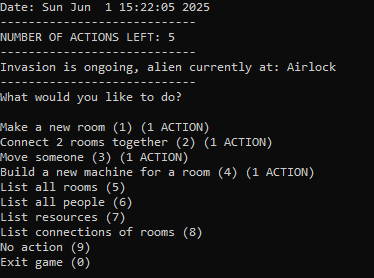 Date: Sun Jun  1 15:22:05 2025
----------------------------
NUMBER OF ACTIONS LEFT: 5
----------------------------
Invasion is ongoing, alien currently at: Airlock
----------------------------
What would you like to do?

Make a new room (1) (1 ACTION)
Connect 2 rooms together (2) (1 ACTION)
Move someone (3) (1 ACTION)
Build a new machine for a room (4) (1 ACTION)
List all rooms (5)
List all people (6)
List resources (7)
List connections of rooms (8)
No action (9)
Exit game (0)